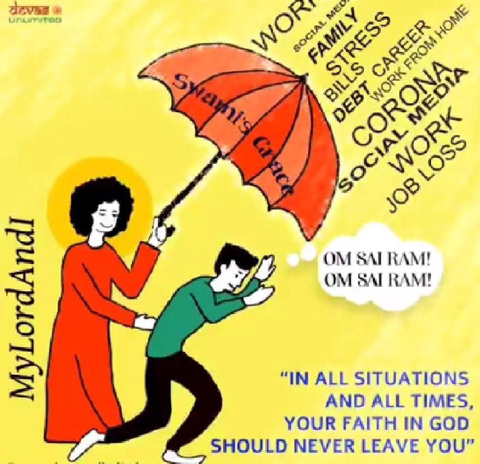 devas
UNLIMITED
WORK
SOCIAL MEDIA
FAMILY
STRESS
BILLS
DEBT
CAREER
WORK FROM HOME
CORONA
SOCIAL MEDIA
WORK
JOB LOSS
Swami's Grace
MyLordAndI
OM SAI RAM!
OM SAI RAM!
“IN ALL SITUATIONS
AND ALL TIMES,
YOUR FAITH IN GOD
SHOULD NEVER LEAVE YOU”